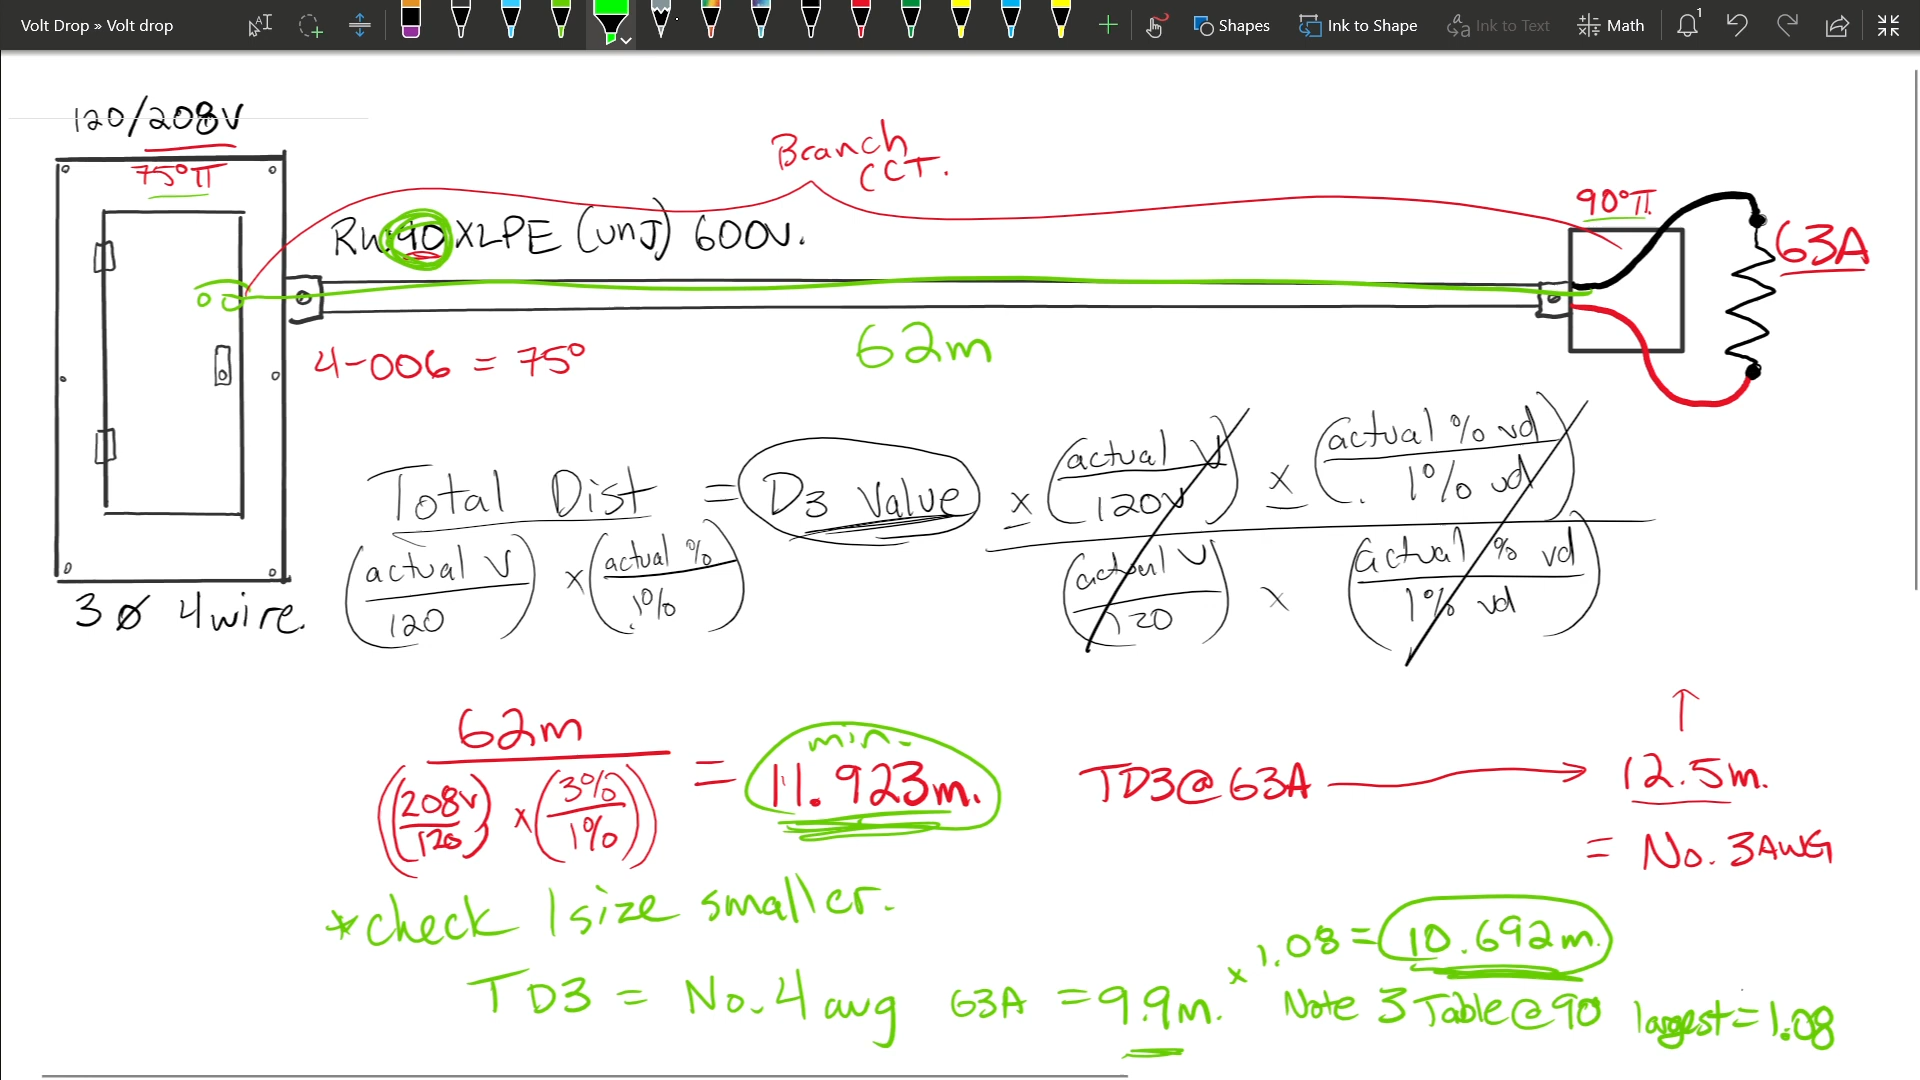 Volt Drop » Volt drop
Shapes
Ink to Shape
Ink to Text
Math
1
120/208V
75°T
Branch
CCT.
90°T.
RW90XLPE (unJ) 600V.
63A
62m
4-006 = 75°
Total Dist = D3 Value × (actual V / 120V) × (actual % vd / 1% vd)
(actual V / 120) × (actual % / 1%)
(actual V / 120) × (actual % vd / 1% vd)
3Ø 4wire.
62m
((208V / 120) × (3% / 1%))
= min. 11.923m.
TD3@63A → 12.5m.
= No. 3AWG
*check 1 size smaller.
TD3 = No. 4 awg 63A = 9.9m. × 1.08 = 10.692m.
Note 3 Table@90 largest = 1.08